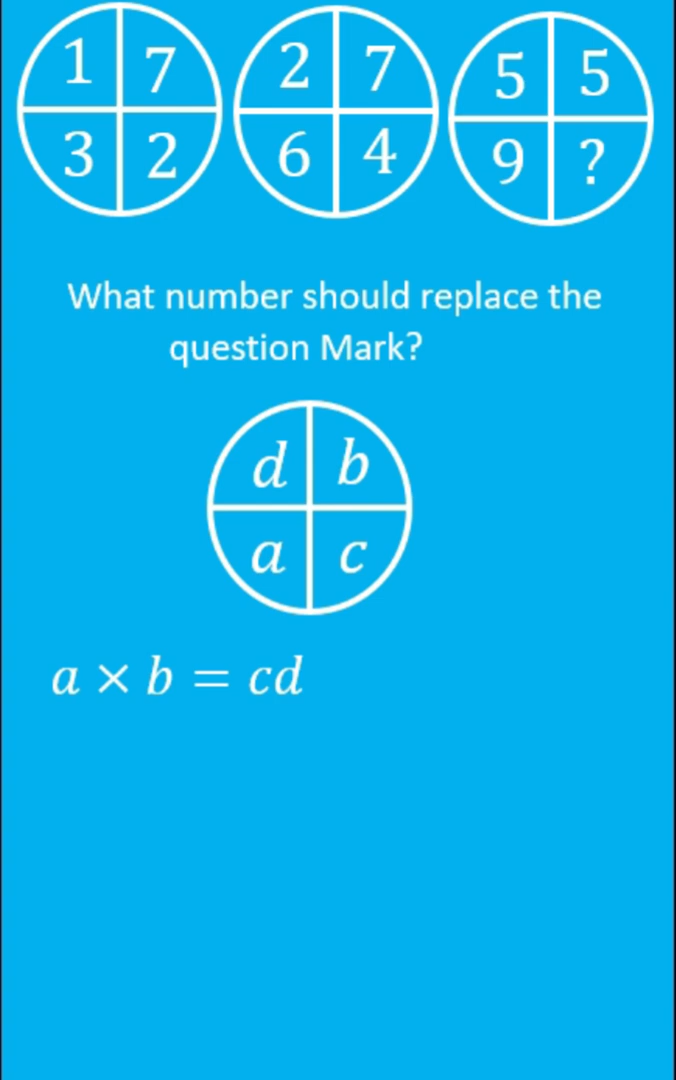 1 7 2 7 5 5
3 2 6 4 9 ?
What number should replace the
question Mark?
d b
a c
a × b = cd